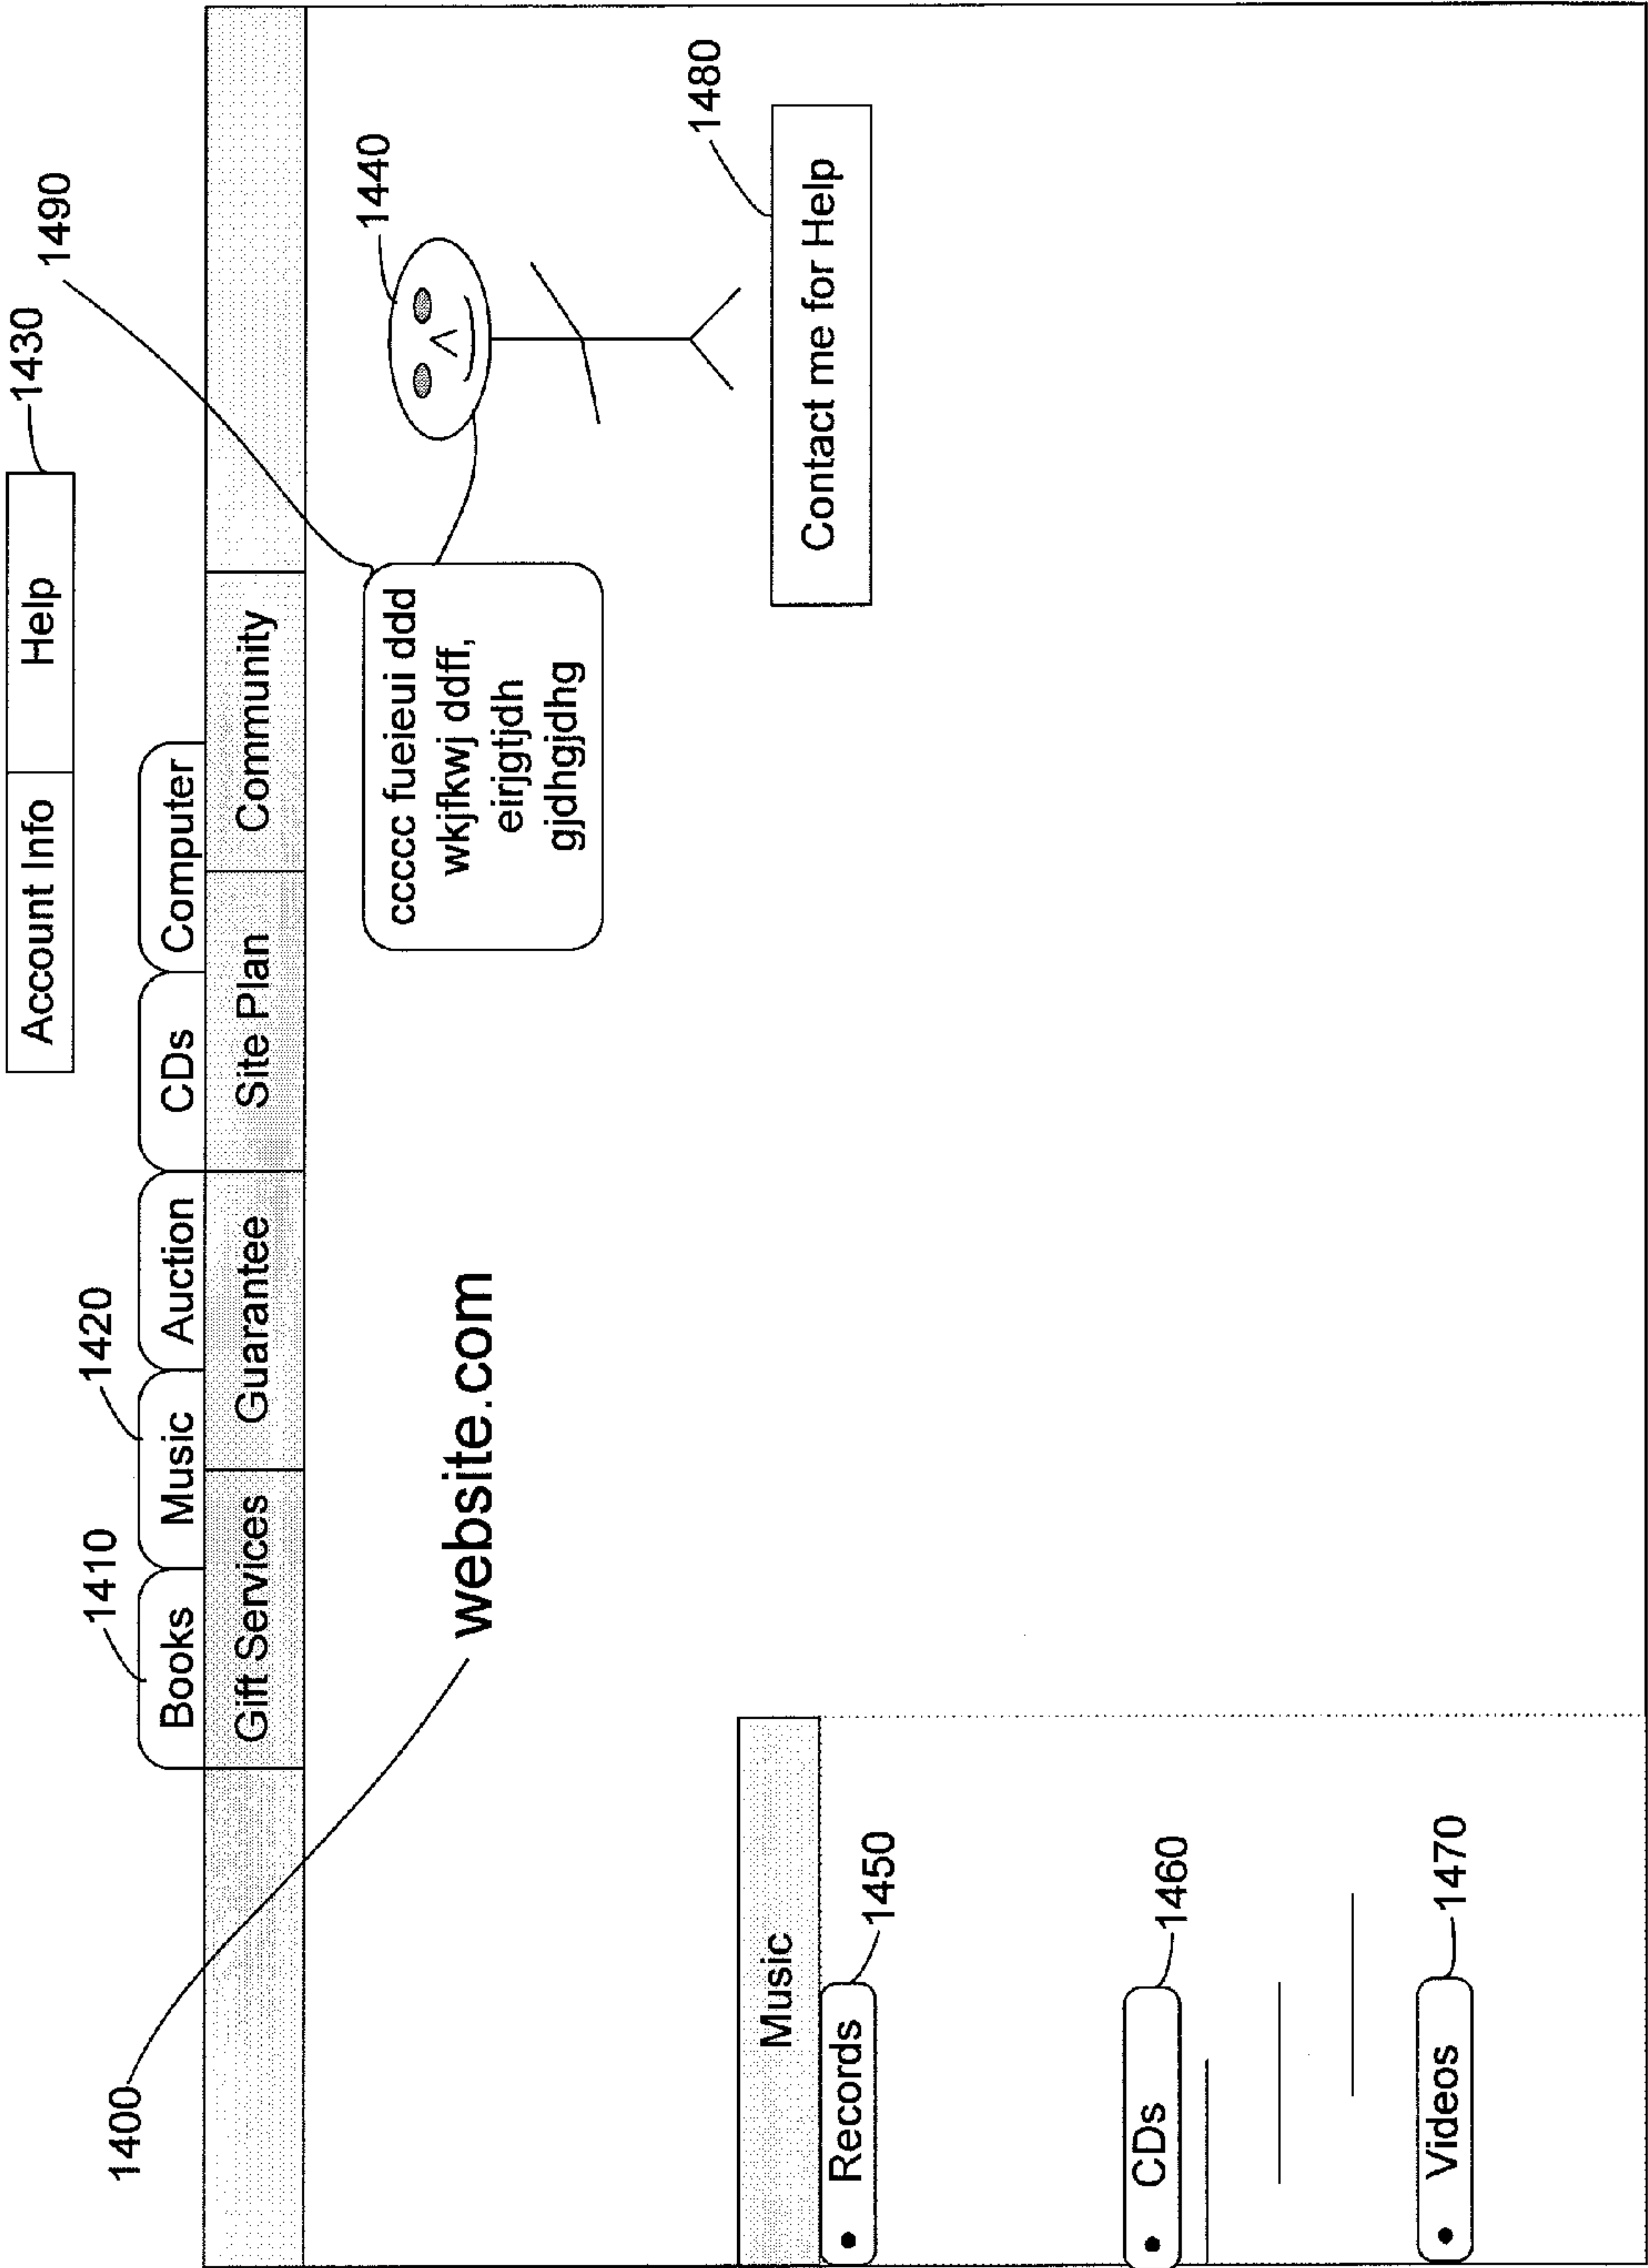 Account Info Help 1430
1490
1410 1420
Books Music Auction CDs Computer
Gift Services Guarantee Site Plan Community
1400
website.com
1440
ccccc fueieui ddd
wkjfkwj ddff,
eirjgtjdh
gjdhgjdhg
1480
Contact me for Help
Music
• Records
1450
• CDs
1460
• Videos
1470